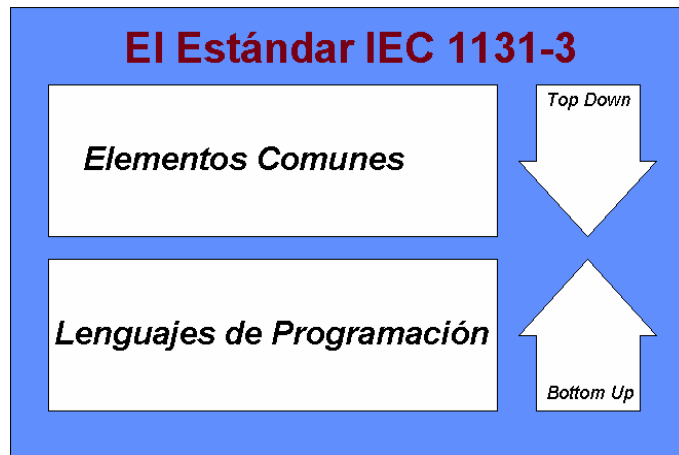 El Estándar IEC 1131-3
Elementos Comunes
Top Down
Lenguajes de Programación
Bottom Up